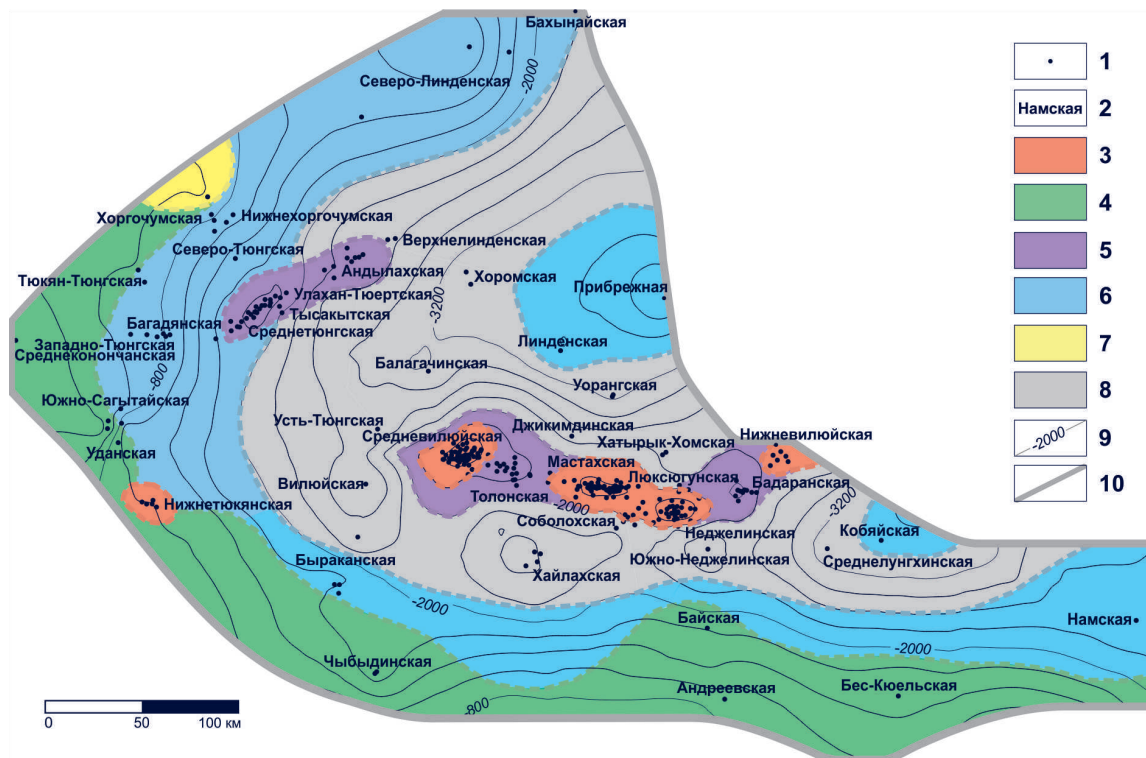 Бахынайская
Северо-Линденская
-2000
Хоргочумская
Нижнехоргочумская
Северо-Тюнгская
Верхнелинденская
Тюкян-Тюнгская
Андылахская
Хоромская
Прибрежная
Улахан-Тюертская
-3200
Тысакытская
Багадянская
Среднетюнгская
Западно-Тюнгская
Линденская
Среднеконончанская
Балагачинская
-800
Уорангская
Южно-Сагытайская
Усть-Тюнгская
Джикимдинская
Уданская
Средневилюйская
Хатырык-Хомская
Нижневилюйская
Мастахская
Люксюгунская
Вилюйская
Бадаранская
Толонская
-2000
Нижнетюкянская
-3200
Соболохская
Неджелинская
Кобяйская
Быраканская
Хайлахская
Южно-Неджелинская
Среднелунгхинская
-2000
Байская
Намская
-2000
Чыбыдинская
Андреевская
Бес-Кюельская
-800
0 50 100 км
1
Намская 2
3
4
5
6
7
8
-2000 9
10